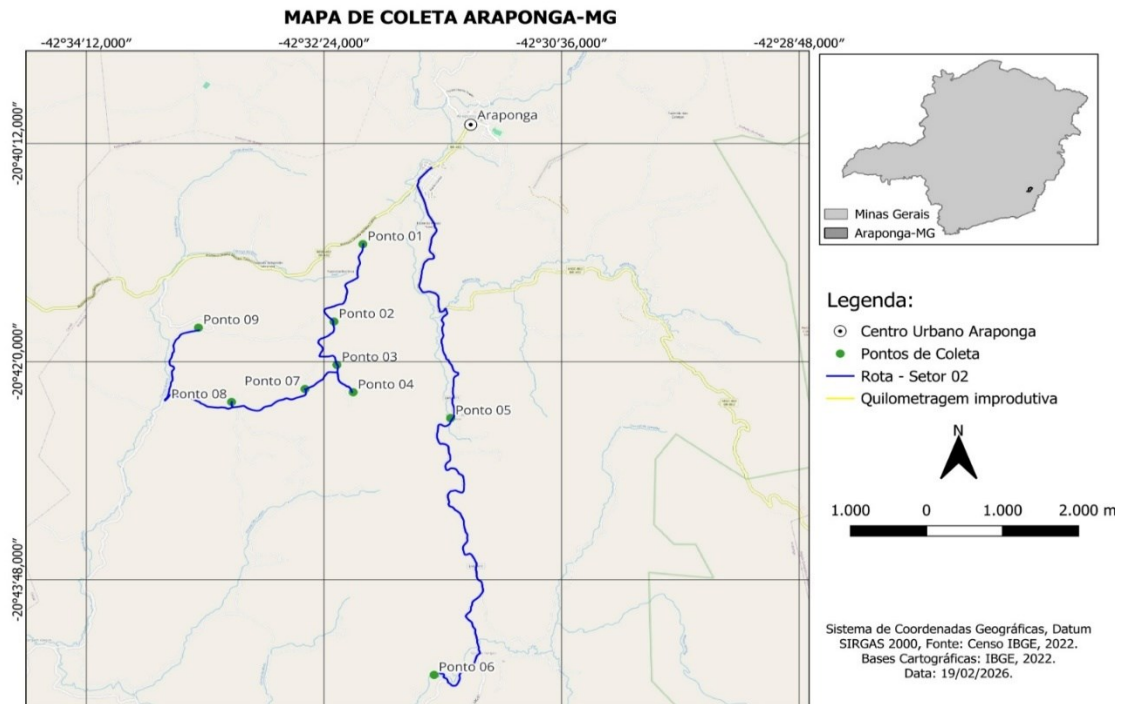 MAPA DE COLETA ARAPONGA-MG
-42°34'12,000″
-42°32'24,000″
-42°30'36,000″
-42°28'48,000″
-20°40'12,000″
-20°42'0,000″
-20°43'48,000″
Araponga
Ponto 01
Ponto 02
Ponto 09
Ponto 03
Ponto 07
Ponto 04
Ponto 08
Ponto 05
Ponto 06
Minas Gerais
Araponga-MG
Legenda:
Centro Urbano Araponga
Pontos de Coleta
Rota - Setor 02
Quilometragem improdutiva
N
1.000 0 1.000 2.000 m
Sistema de Coordenadas Geográficas, Datum
SIRGAS 2000, Fonte: Censo IBGE, 2022.
Bases Cartográficas: IBGE, 2022.
Data: 19/02/2026.